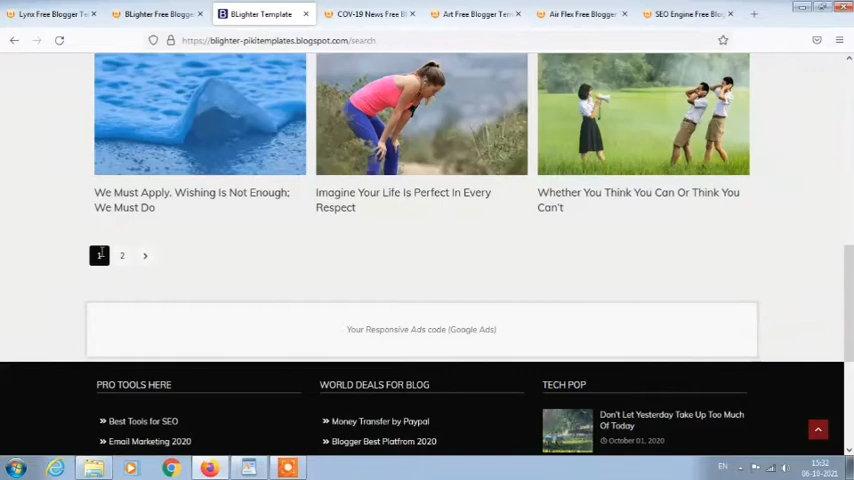 Lynx Free Blogger Te
BLighter Free Blogge
BLighter Template
COV-19 News Free B
Art Free Blogger Tem
Air Flex Free Blogger
SEO Engine Free Blog
https://blighter-pikitemplates.blogspot.com/search
We Must Apply. Wishing Is Not Enough;
We Must Do
Imagine Your Life Is Perfect In Every
Respect
Whether You Think You Can Or Think You
Can't
1 2
Your Responsive Ads code (Google Ads)
PRO TOOLS HERE
Best Tools for SEO
Email Marketing 2020
WORLD DEALS FOR BLOG
Money Transfer by Paypal
Blogger Best Platfrom 2020
TECH POP
Don't Let Yesterday Take Up Too Much
Of Today
October 01, 2020
EN
15:32
06-10-2021